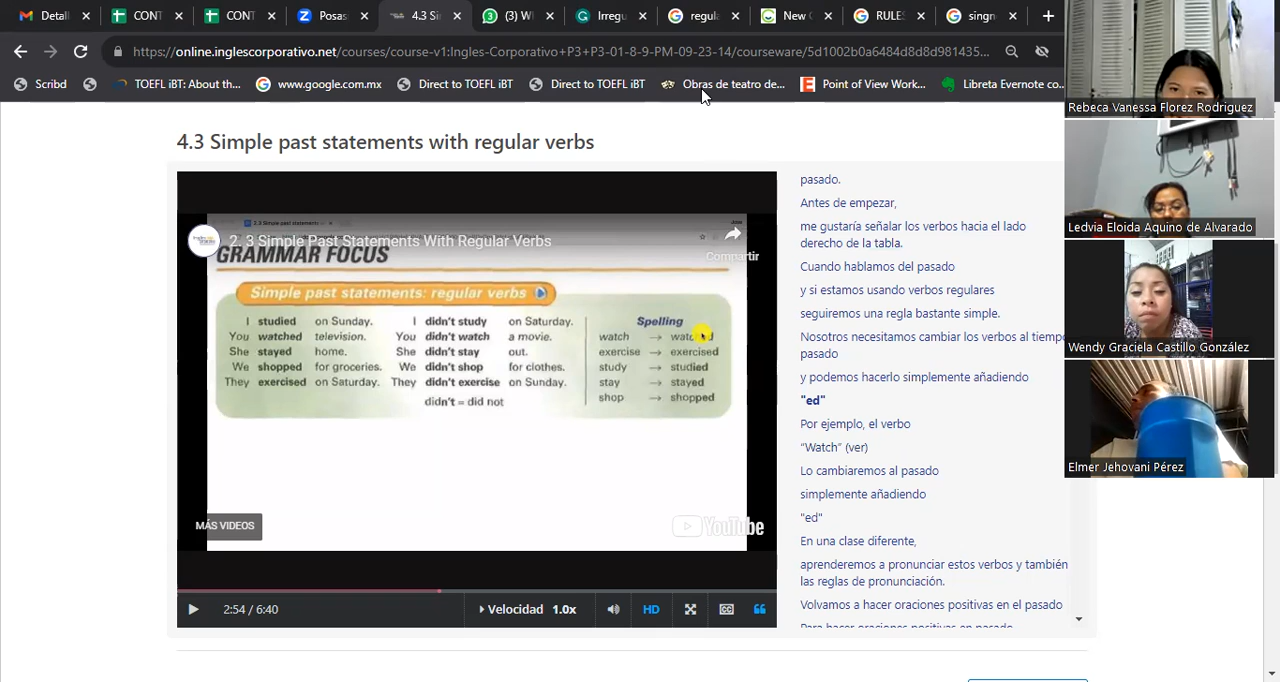 Detall
CONT
CONT
Posas
4.3 Si
(3) W
Irregu
regula
New C
RULES
singn
https://online.inglescorporativo.net/courses/course-v1:Ingles-Corporativo+P3+P3-01-8-9-PM-09-23-14/courseware/5d1002b0a6484d8d8d981435...
Scribd
TOEFL iBT: About th...
www.google.com.mx
Direct to TOEFL iBT
Direct to TOEFL iBT
Obras de teatro de...
Point of View Work...
Libreta Evernote co...
4.3 Simple past statements with regular verbs
2. 3 Simple Past Statements With Regular Verbs
Compartir
GRAMMAR FOCUS
Simple past statements: regular verbs
I studied on Sunday. I didn't study on Saturday. Spelling
You watched television. You didn't watch a movie. watch →
She stayed home. She didn't stay out. exercise → exercised
We shopped for groceries. We didn't shop for clothes. study → studied
They exercised on Saturday. They didn't exercise on Sunday. stay → stayed
didn't = did not shop → shopped
MÁS VIDEOS
YouTube
2:54 / 6:40
Velocidad 1.0x
HD
pasado.
Antes de empezar,
me gustaría señalar los verbos hacia el lado
derecho de la tabla.
Cuando hablamos del pasado
y si estamos usando verbos regulares
seguiremos una regla bastante simple.
Nosotros necesitamos cambiar los verbos al tiempo
pasado
y podemos hacerlo simplemente añadiendo
"ed"
Por ejemplo, el verbo
“Watch” (ver)
Lo cambiaremos al pasado
simplemente añadiendo
"ed"
En una clase diferente,
aprenderemos a pronunciar estos verbos y también
las reglas de pronunciación.
Volvamos a hacer oraciones positivas en el pasado
Para hacer oraciones positivas en pasado
Rebeca Vanessa Florez Rodriguez
Ledvia Eloida Aquino de Alvarado
Wendy Graciela Castillo González
Elmer Jehovani Pérez